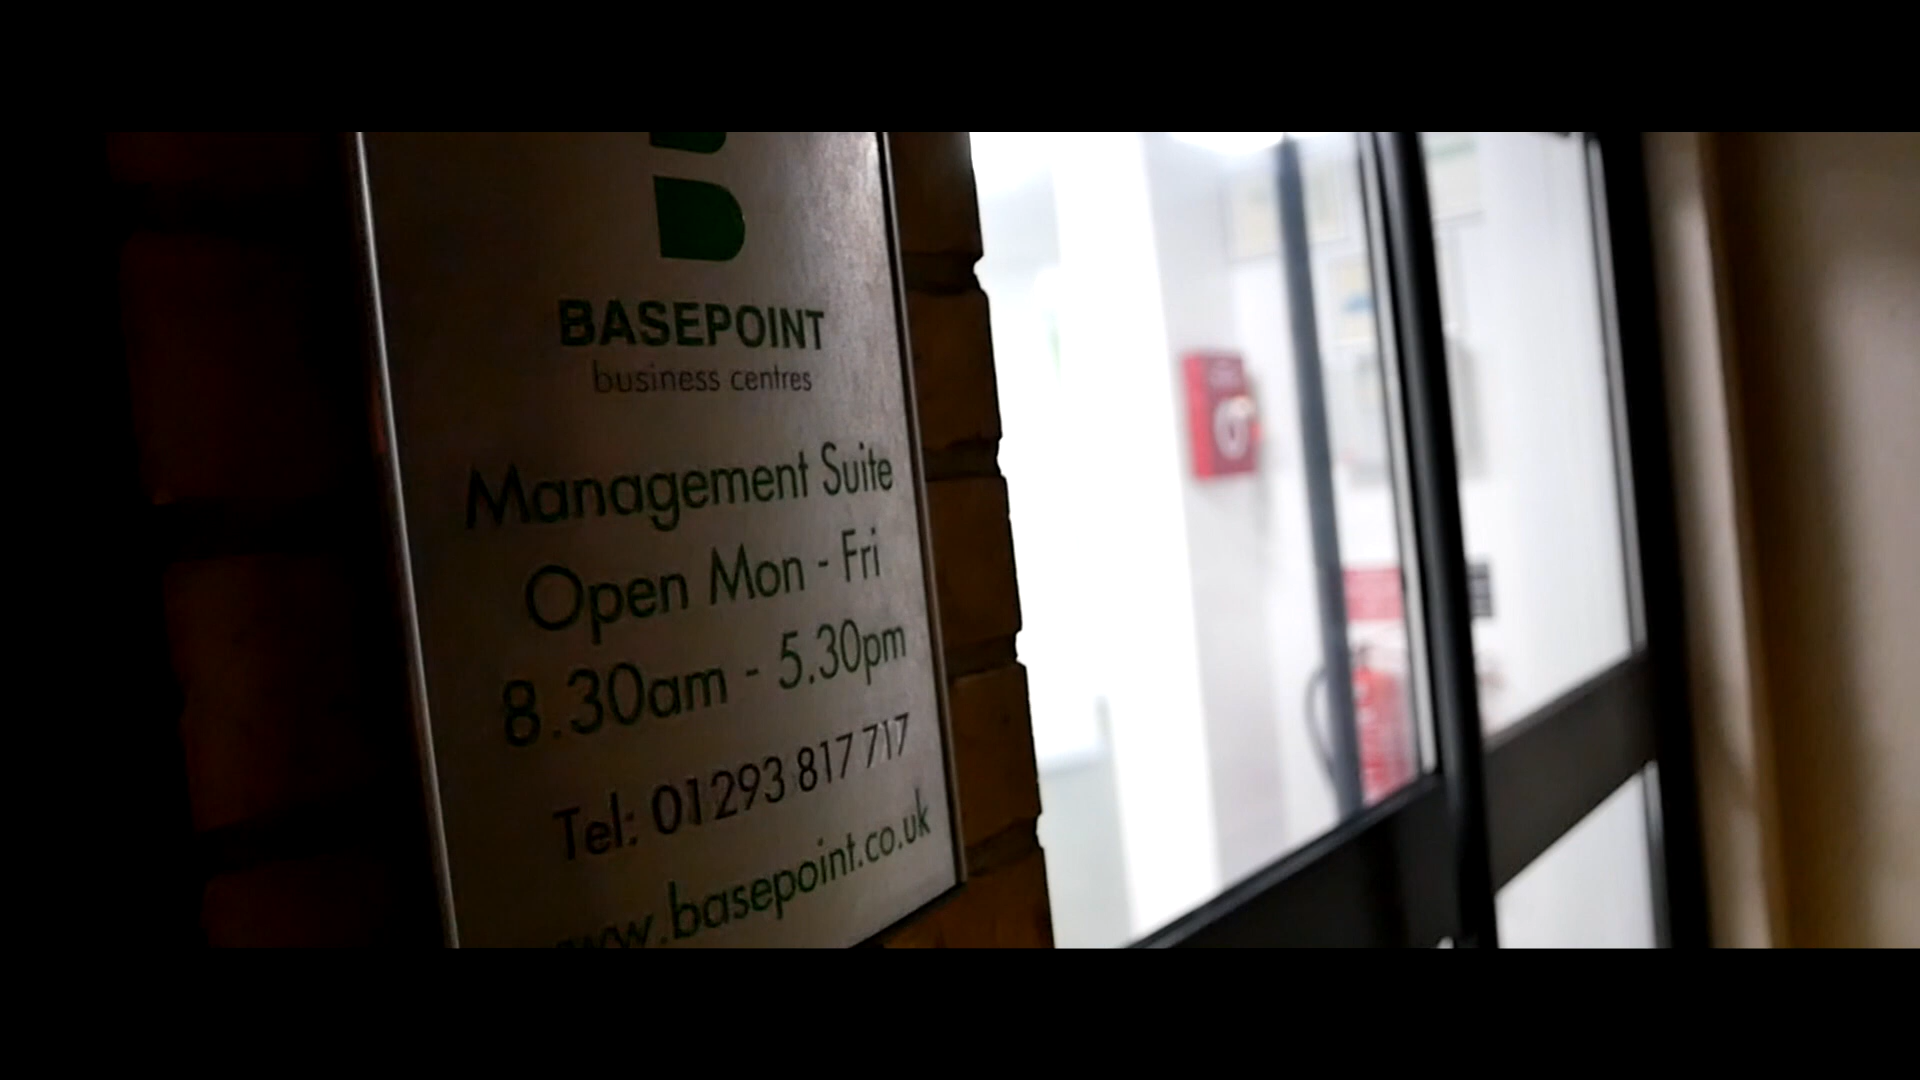 BASEPOINT
business centres
Management Suite
Open Mon - Fri
8.30am - 5.30pm
Tel: 01293 817 717
www.basepoint.co.uk